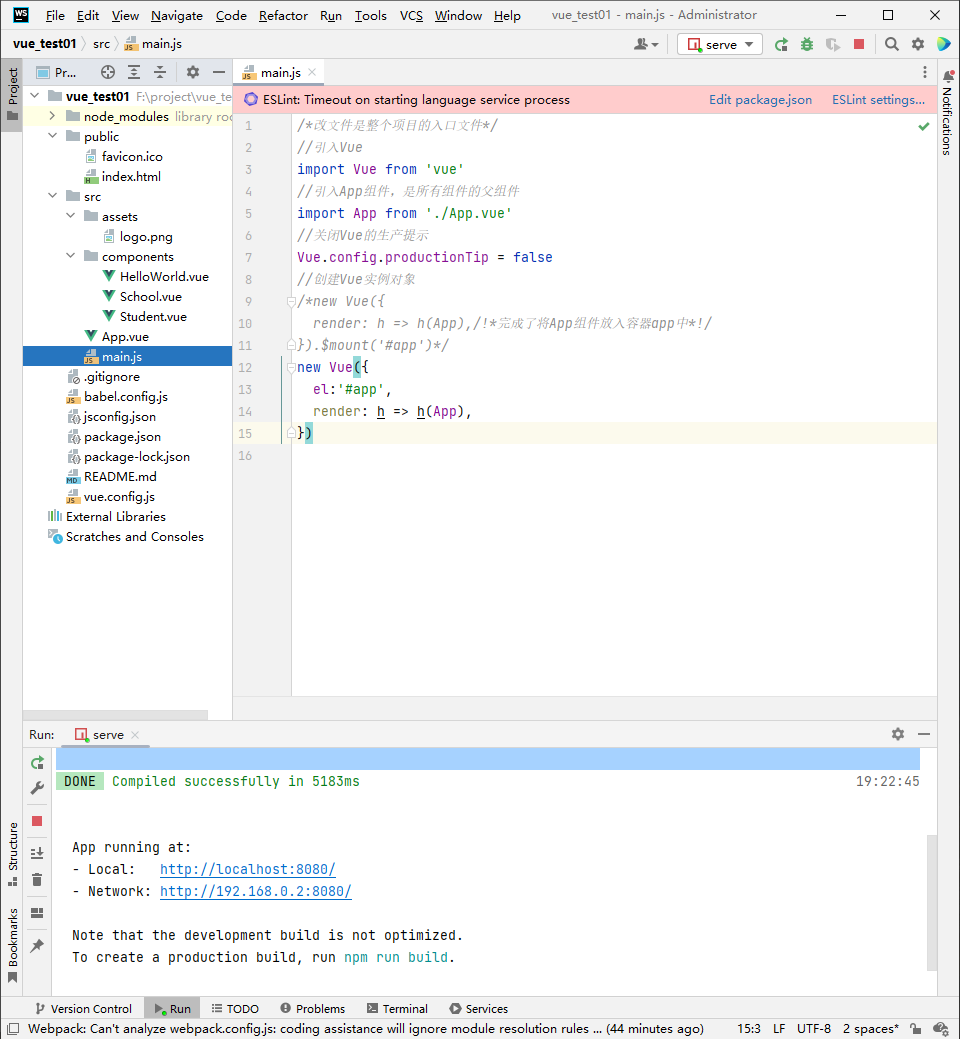 WS File Edit View Navigate Code Refactor Run Tools VCS Window Help vue_test01 - main.js - Administrator
vue_test01 src main.js serve
Project
Pr...
main.js
vue_test01 F:\project\vue_te
node_modules library roo
public
favicon.ico
index.html
src
assets
logo.png
components
HelloWorld.vue
School.vue
Student.vue
App.vue
main.js
.gitignore
babel.config.js
jsconfig.json
package.json
package-lock.json
README.md
vue.config.js
External Libraries
Scratches and Consoles
ESLint: Timeout on starting language service process Edit package.json ESLint settings...
1 /*改文件是整个项目的入口文件*/
2 //引入Vue
3 import Vue from 'vue'
4 //引入App组件，是所有组件的父组件
5 import App from './App.vue'
6 //关闭Vue的生产提示
7 Vue.config.productionTip = false
8 //创建Vue实例对象
9 /*new Vue({
10 render: h => h(App),/!*完成了将App组件放入容器app中*!/
11 }).$mount('#app')*/
12 new Vue({
13 el:'#app',
14 render: h => h(App),
15 })
16
Notifications
Run: serve
DONE Compiled successfully in 5183ms 19:22:45
App running at:
- Local: http://localhost:8080/
- Network: http://192.168.0.2:8080/
Note that the development build is not optimized.
To create a production build, run npm run build.
Structure
Bookmarks
Version Control Run TODO Problems Terminal Services
Webpack: Can't analyze webpack.config.js: coding assistance will ignore module resolution rules ... (44 minutes ago) 15:3 LF UTF-8 2 spaces*